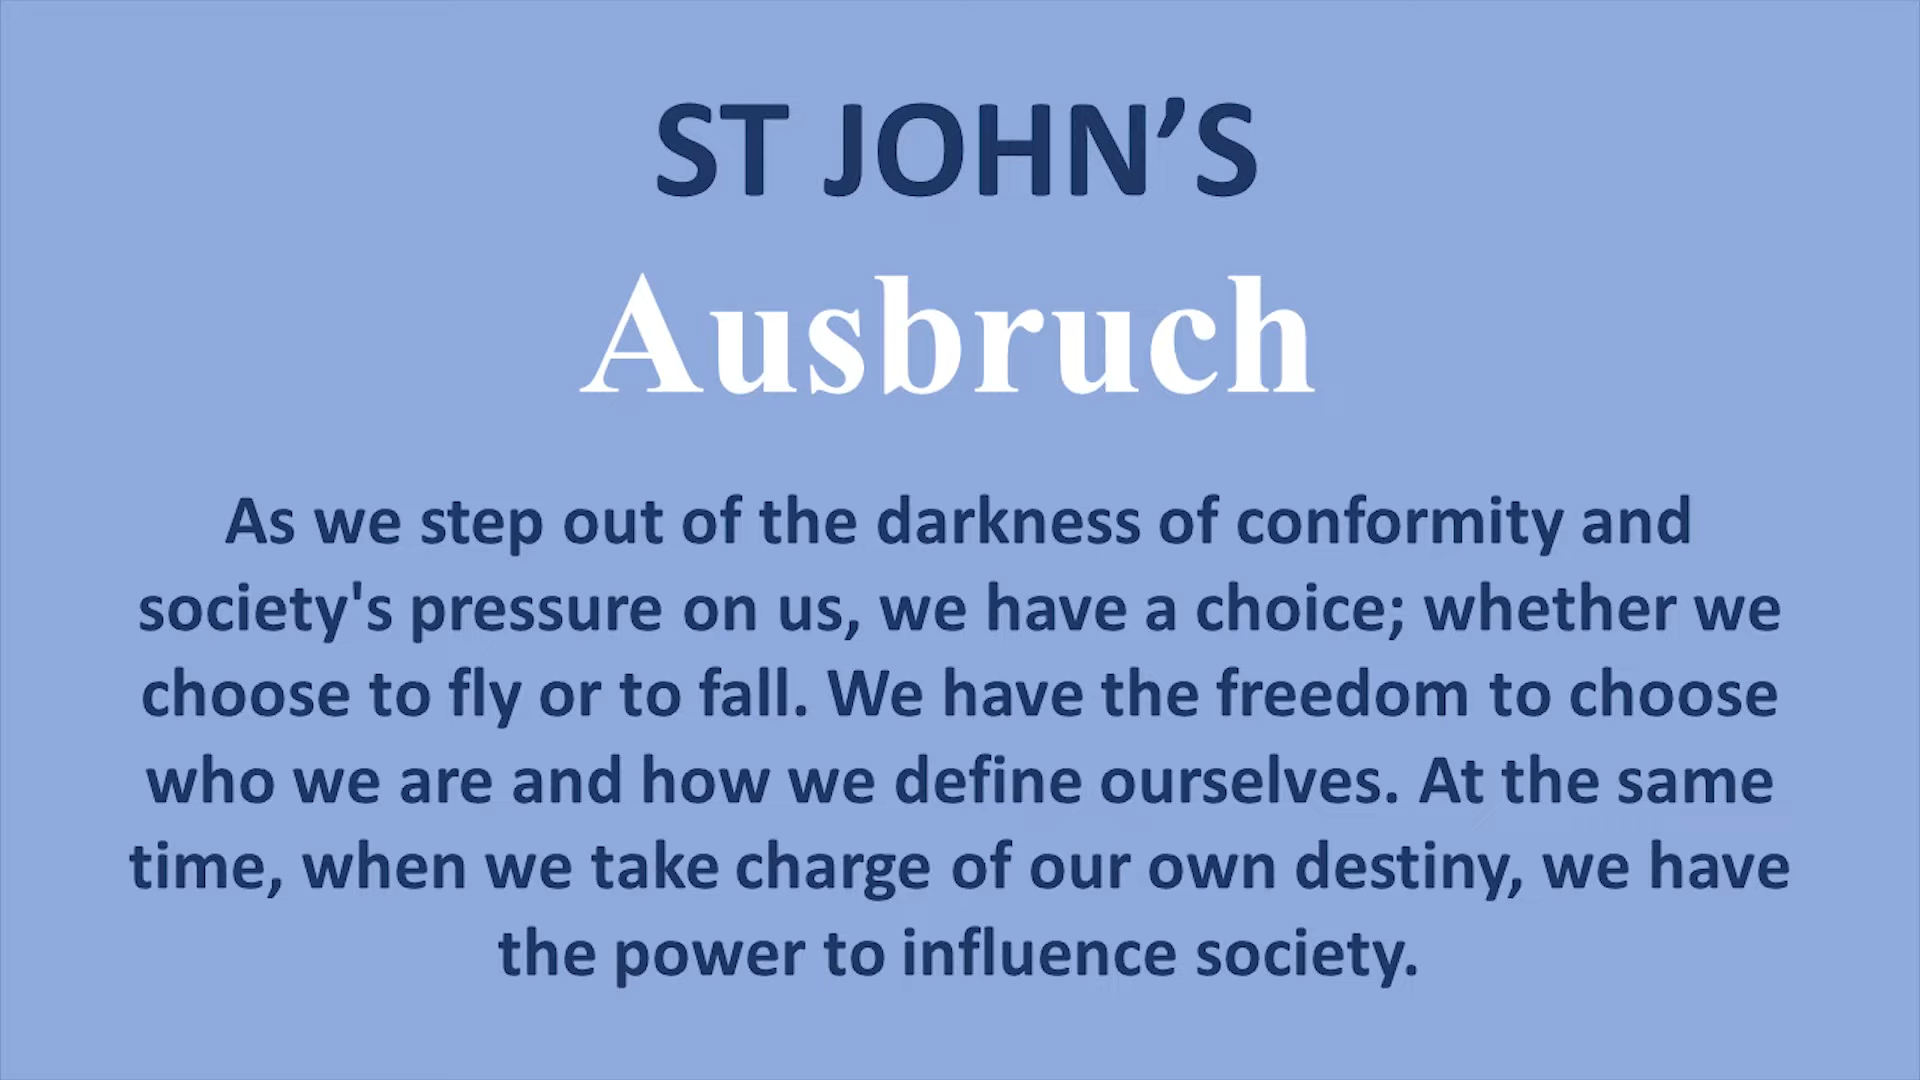 ST JOHN’S
Ausbruch
As we step out of the darkness of conformity and
society's pressure on us, we have a choice; whether we
choose to fly or to fall. We have the freedom to choose
who we are and how we define ourselves. At the same
time, when we take charge of our own destiny, we have
the power to influence society.